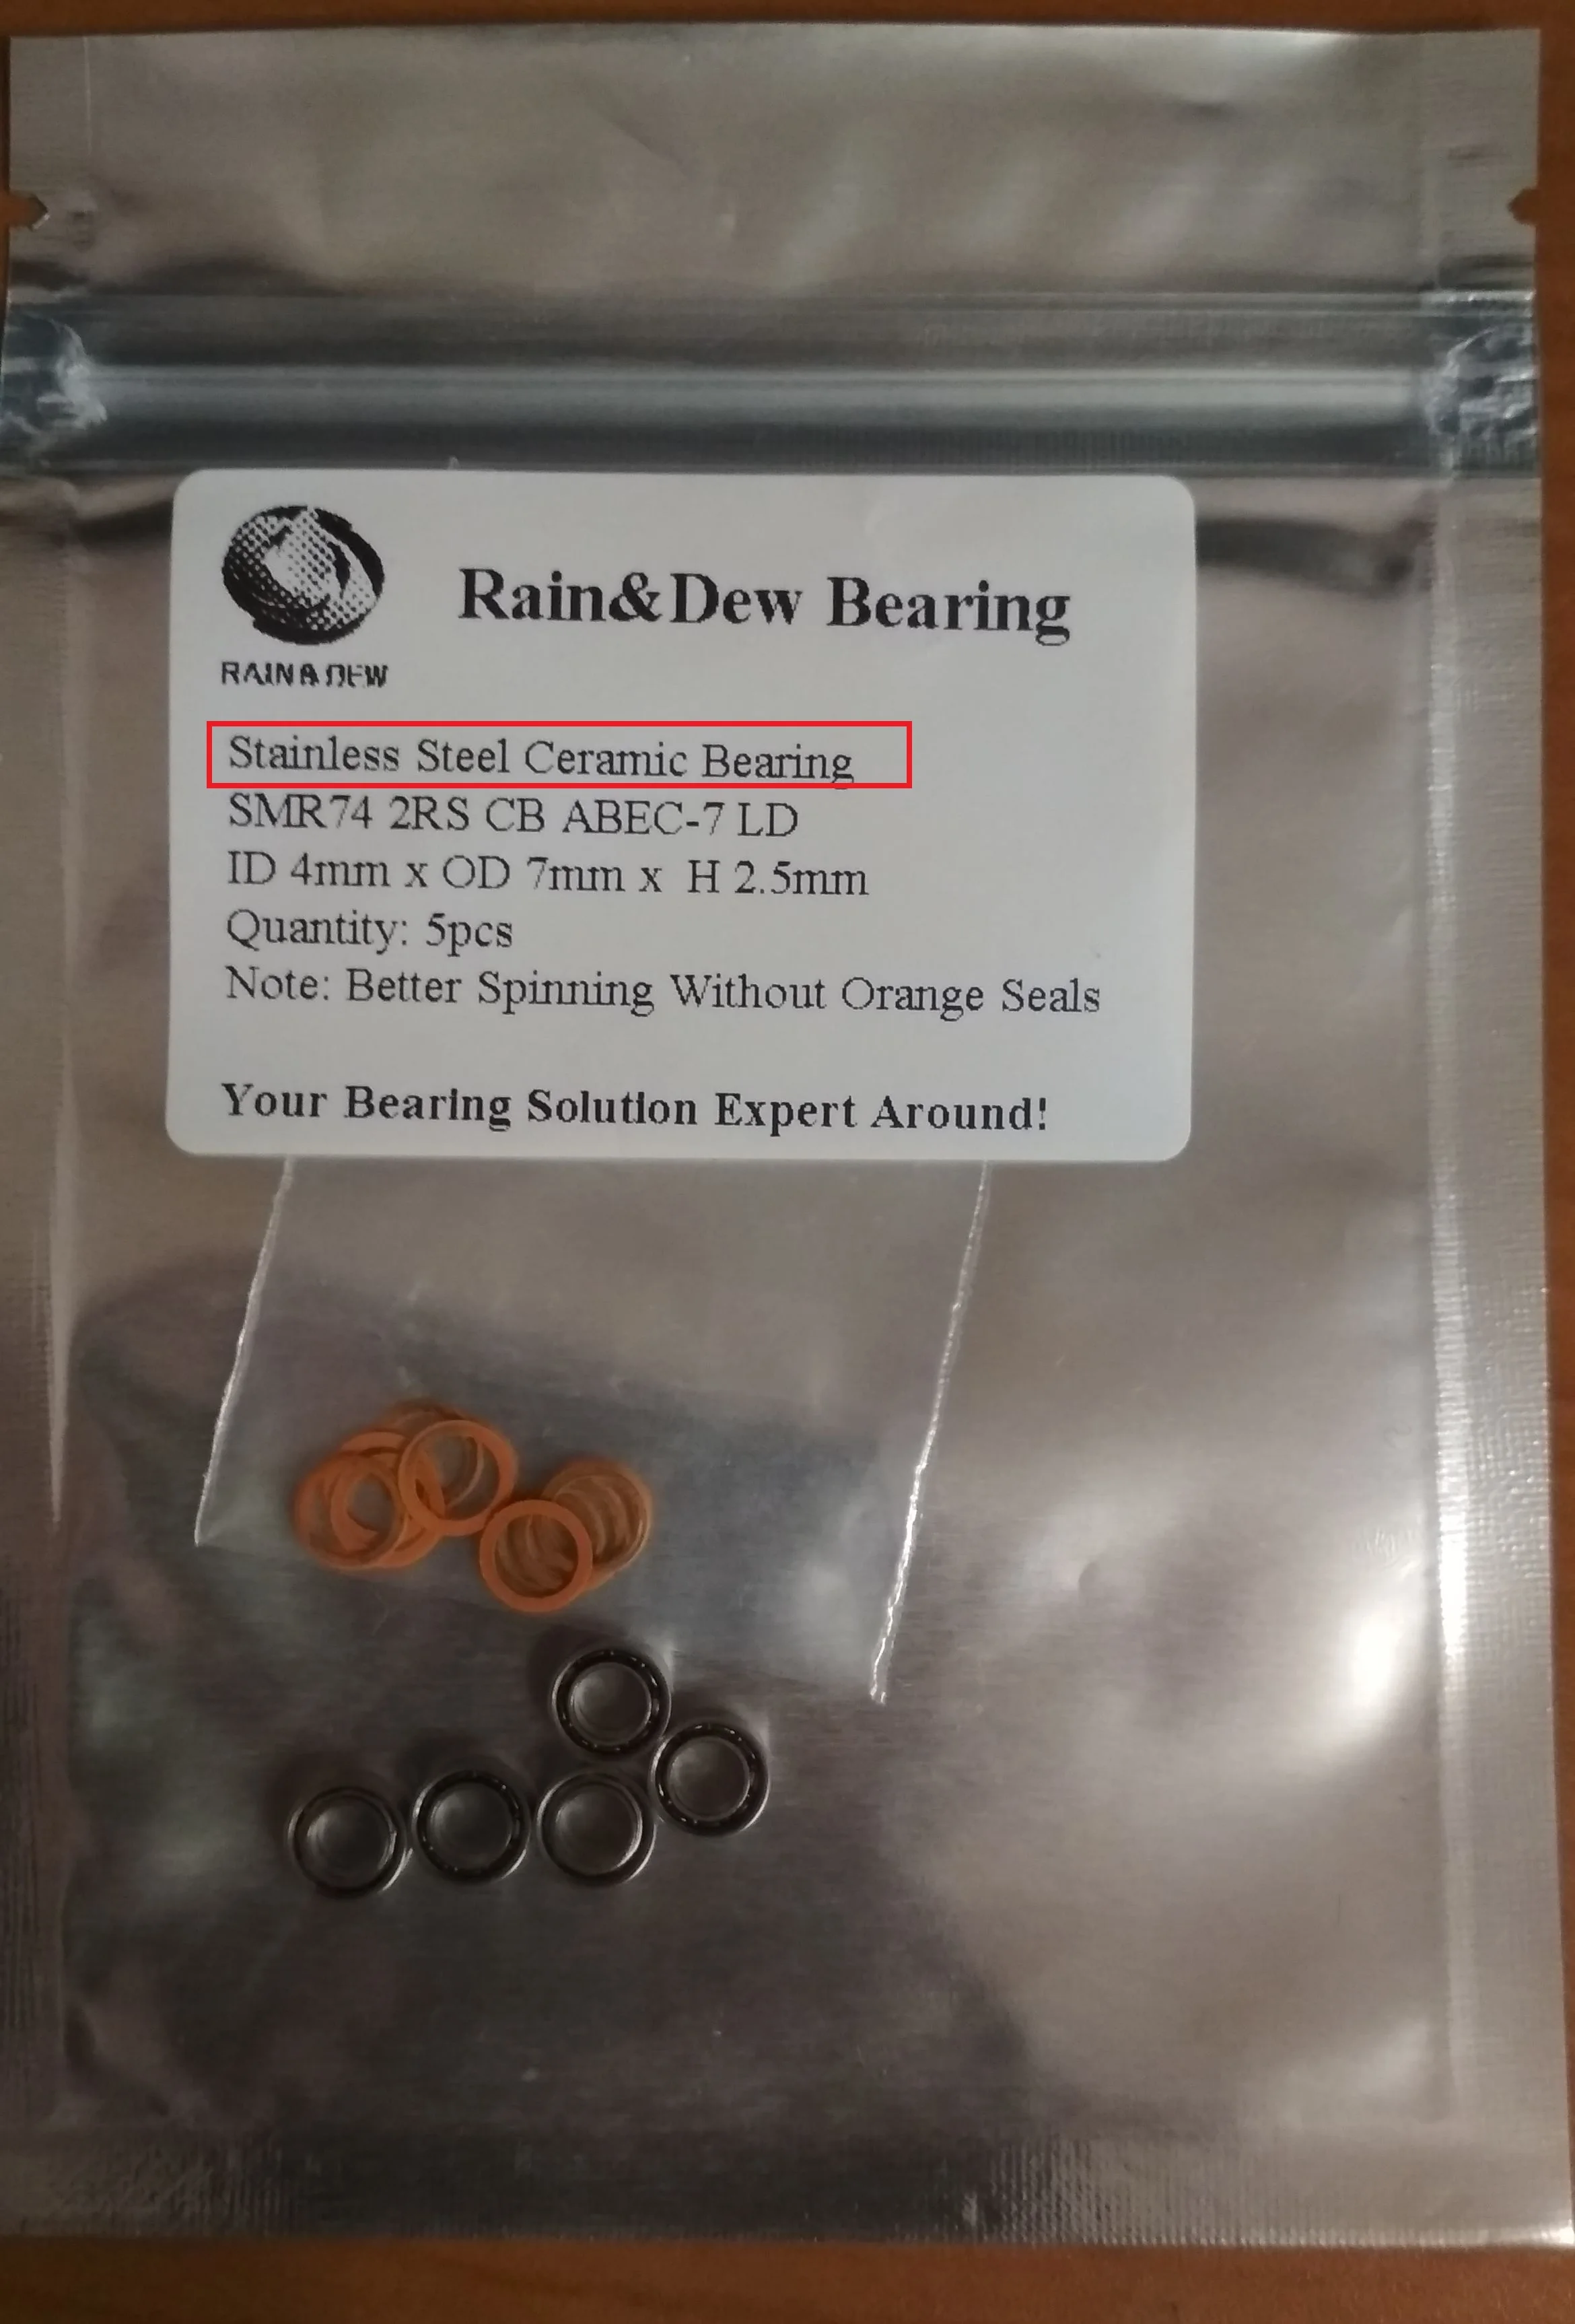 Rain&Dew Bearing
RAIN & DEW
Stainless Steel Ceramic Bearing
SMR74 2RS CB ABEC-7 LD
ID 4mm x OD 7mm x H 2.5mm
Quantity: 5pcs
Note: Better Spinning Without Orange Seals
Your Bearing Solution Expert Around!